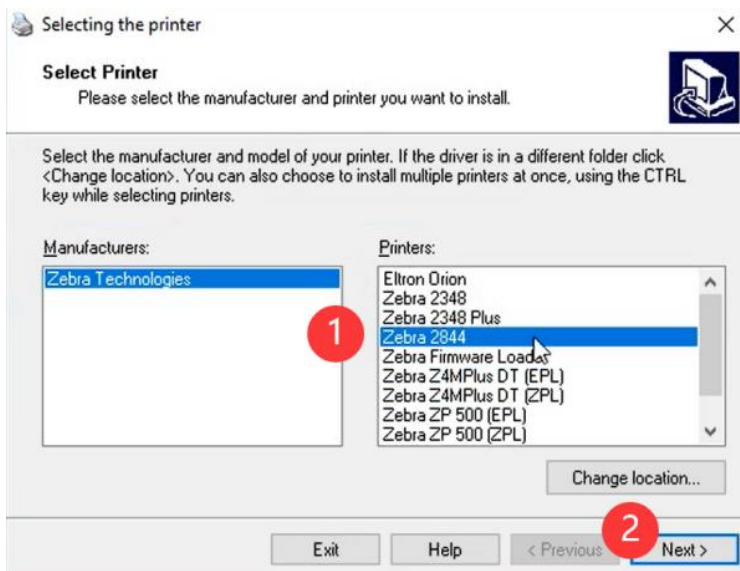 Selecting the printer
Select Printer
Please select the manufacturer and printer you want to install.
Select the manufacturer and model of your printer. If the driver is in a different folder click
<Change location>. You can also choose to install multiple printers at once, using the CTRL
key while selecting printers.
Manufacturers:
Zebra Technologies
Printers:
Eltron Orion
Zebra 2348
Zebra 2348 Plus
1
Zebra 2844
Zebra Firmware Loader
Zebra Z4MPlus DT (EPL)
Zebra Z4MPlus DT (ZPL)
Zebra ZP 500 (EPL)
Zebra ZP 500 (ZPL)
Change location...
2
Exit
Help
< Previous
Next >